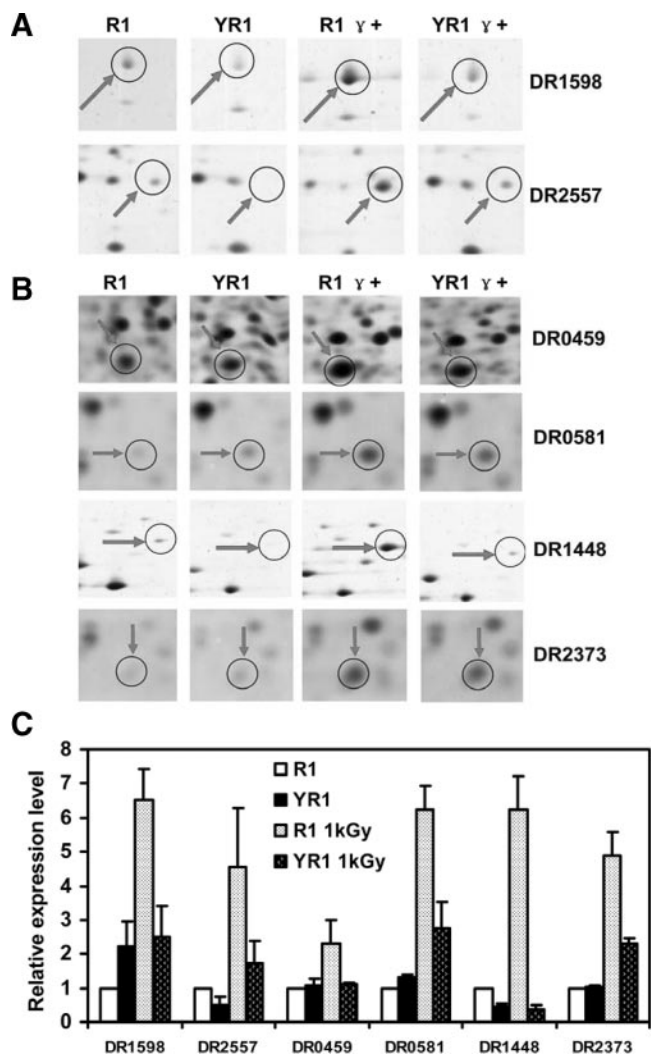 A
R1 YR1 R1 ɣ + YR1 ɣ +
DR1598
DR2557
B
R1 YR1 R1 ɣ + YR1 ɣ +
DR0459
DR0581
DR1448
DR2373
C
8
7
6
5
4
3
2
1
0
Relative expression level
R1
YR1
R1 1kGy
YR1 1kGy
DR1598 DR2557 DR0459 DR0581 DR1448 DR2373